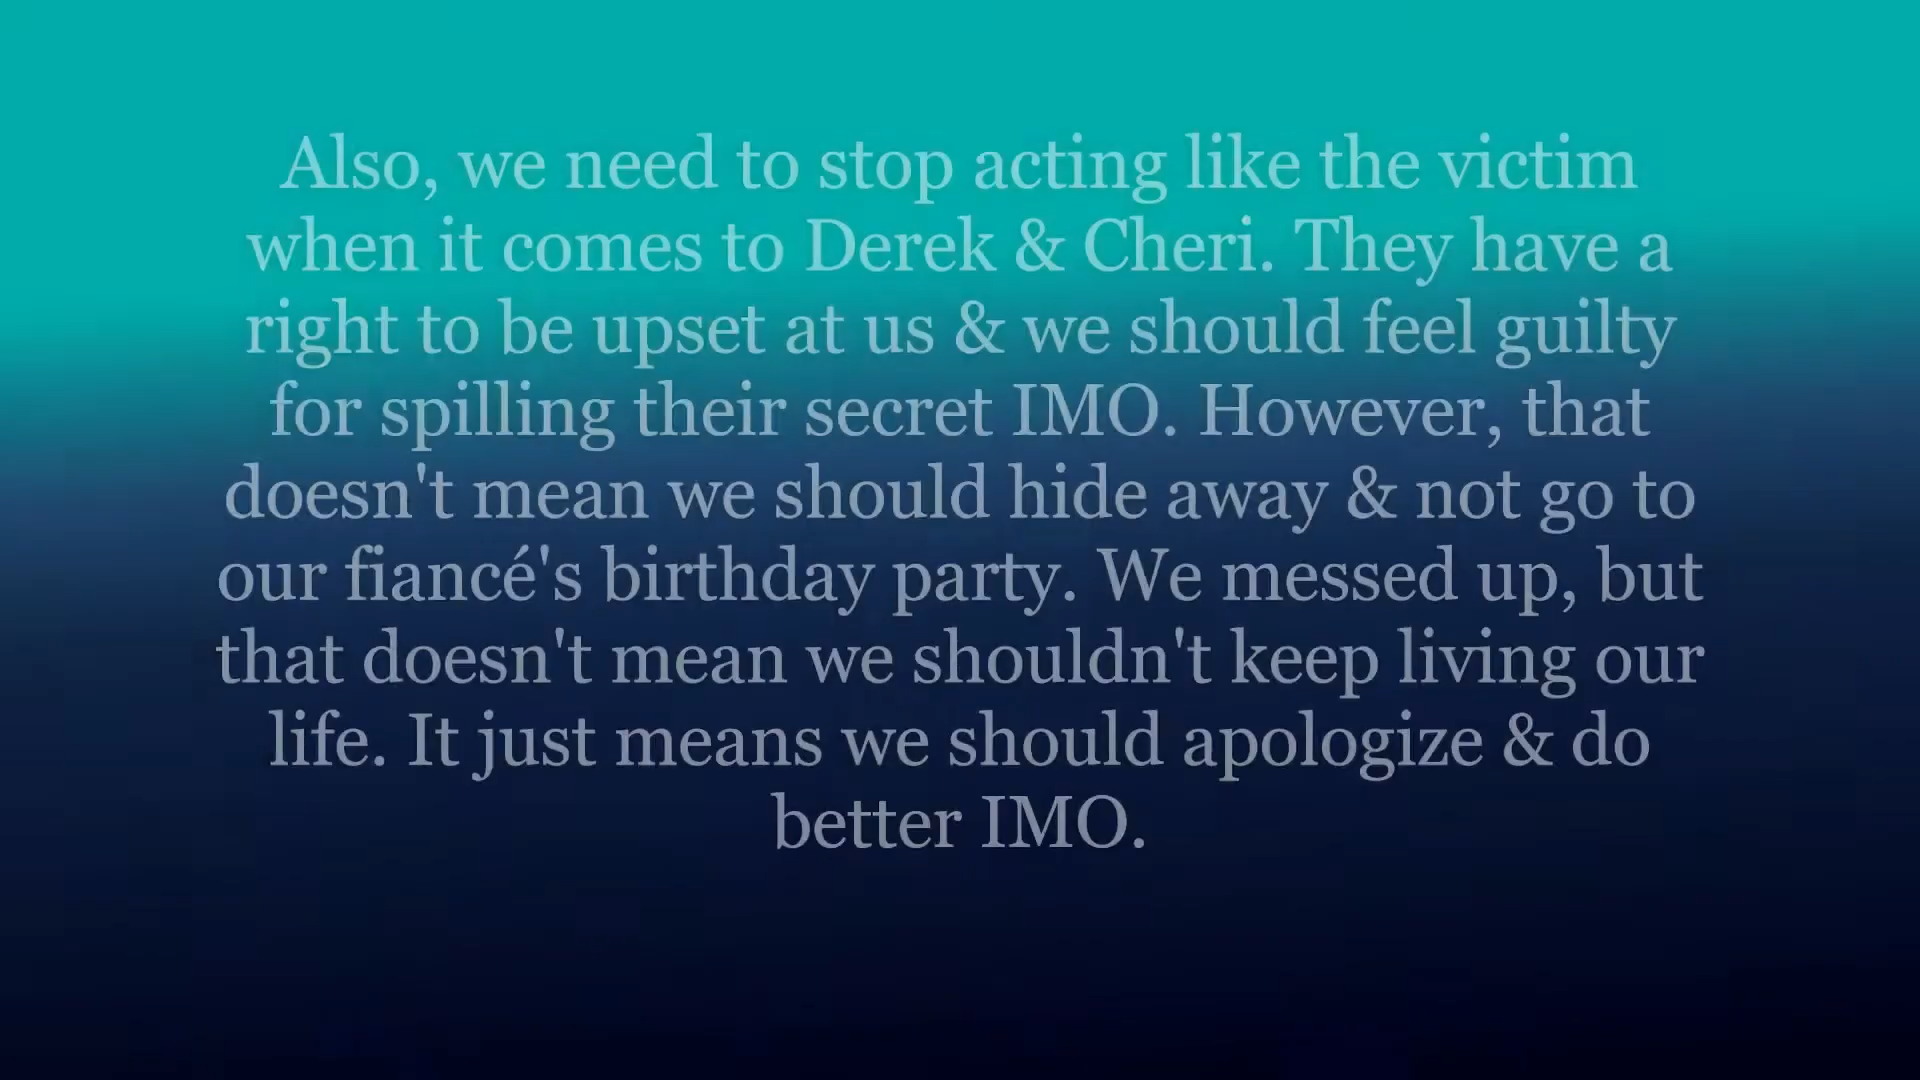 Also, we need to stop acting like the victim
when it comes to Derek & Cheri. They have a
right to be upset at us & we should feel guilty
for spilling their secret IMO. However, that
doesn't mean we should hide away & not go to
our fiancé's birthday party. We messed up, but
that doesn't mean we shouldn't keep living our
life. It just means we should apologize & do
better IMO.